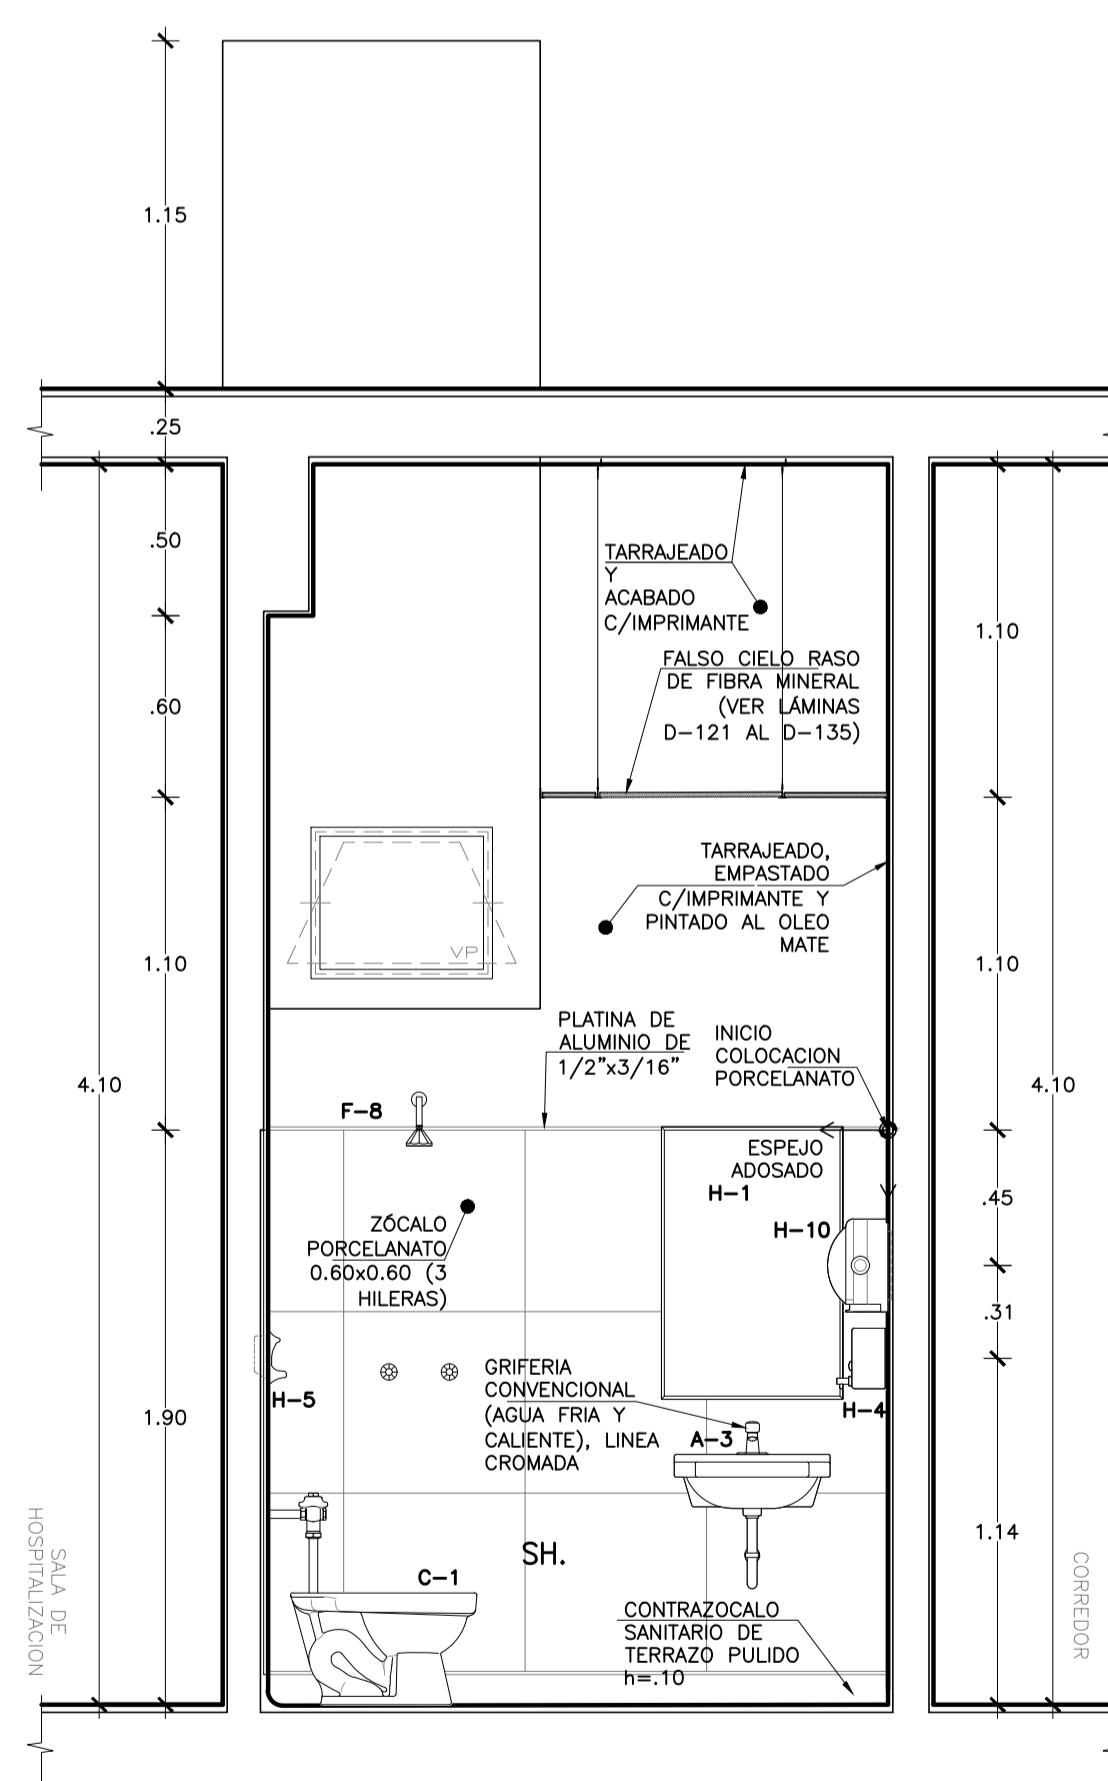 1.15
.25
.50
TARRAJEADO
Y
ACABADO
C/IMPRIMANTE
1.10
FALSO CIELO RASO
DE FIBRA MINERAL
(VER LÁMINAS
D-121 AL D-135)
.60
TARRAJEADO,
EMPASTADO
C/IMPRIMANTE Y
PINTADO AL OLEO
MATE
VP
1.10
1.10
PLATINA DE
ALUMINIO DE
1/2"x3/16"
INICIO
COLOCACION
PORCELANATO
4.10
4.10
F-8
ESPEJO
ADOSADO
H-1
.45
ZÓCALO
PORCELANATO
0.60x0.60 (3
HILERAS)
H-10
.31
GRIFERIA
CONVENCIONAL
(AGUA FRIA Y
CALIENTE), LINEA
CROMADA
H-5
H-4
1.90
A-3
1.14
SH.
C-1
SALA DE
HOSPITALIZACION
CORREDOR
CONTRAZOCALO
SANITARIO DE
TERRAZO PULIDO
h=.10